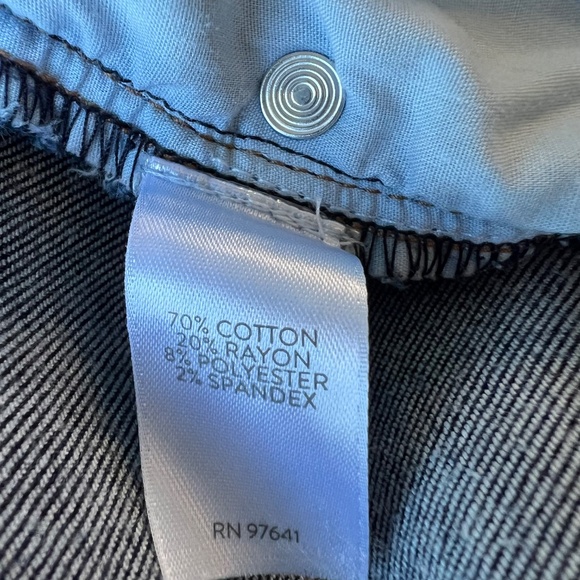 70% COTTON
20% RAYON
8% POLYESTER
2% SPANDEX
RN 97641